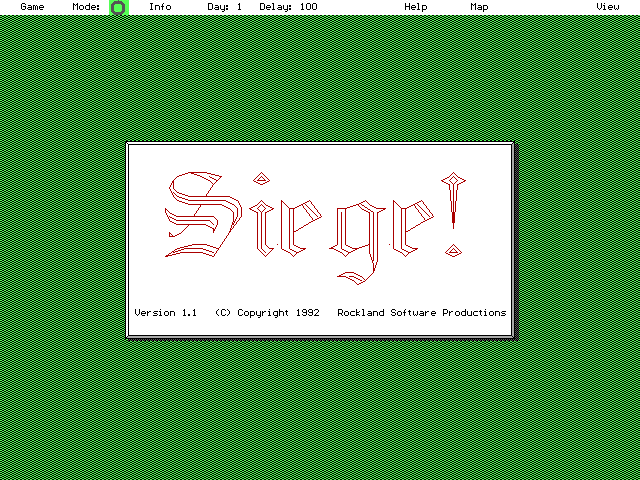 Game Mode: Info Day: 1 Delay: 100 Help Map View
Siege!
Version 1.1 (C) Copyright 1992 Rockland Software Productions